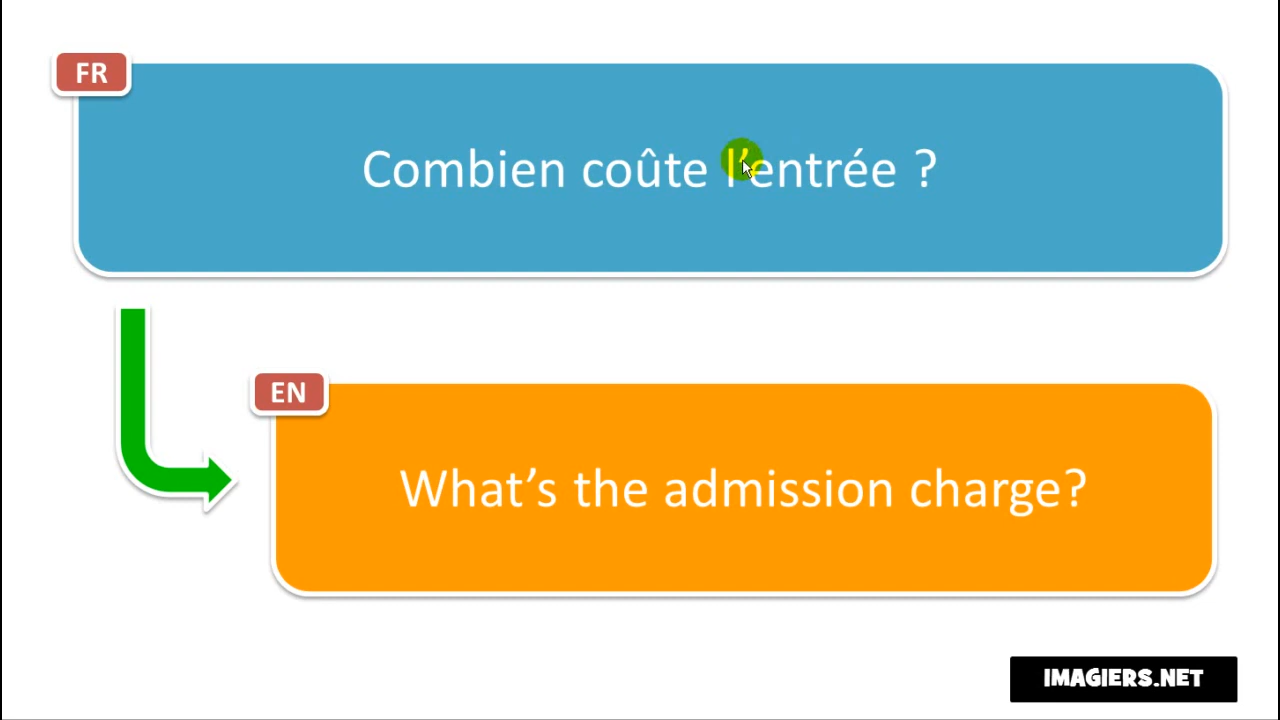 FR
Combien coûte l’entrée ?
EN
What’s the admission charge?
IMAGIERS.NET